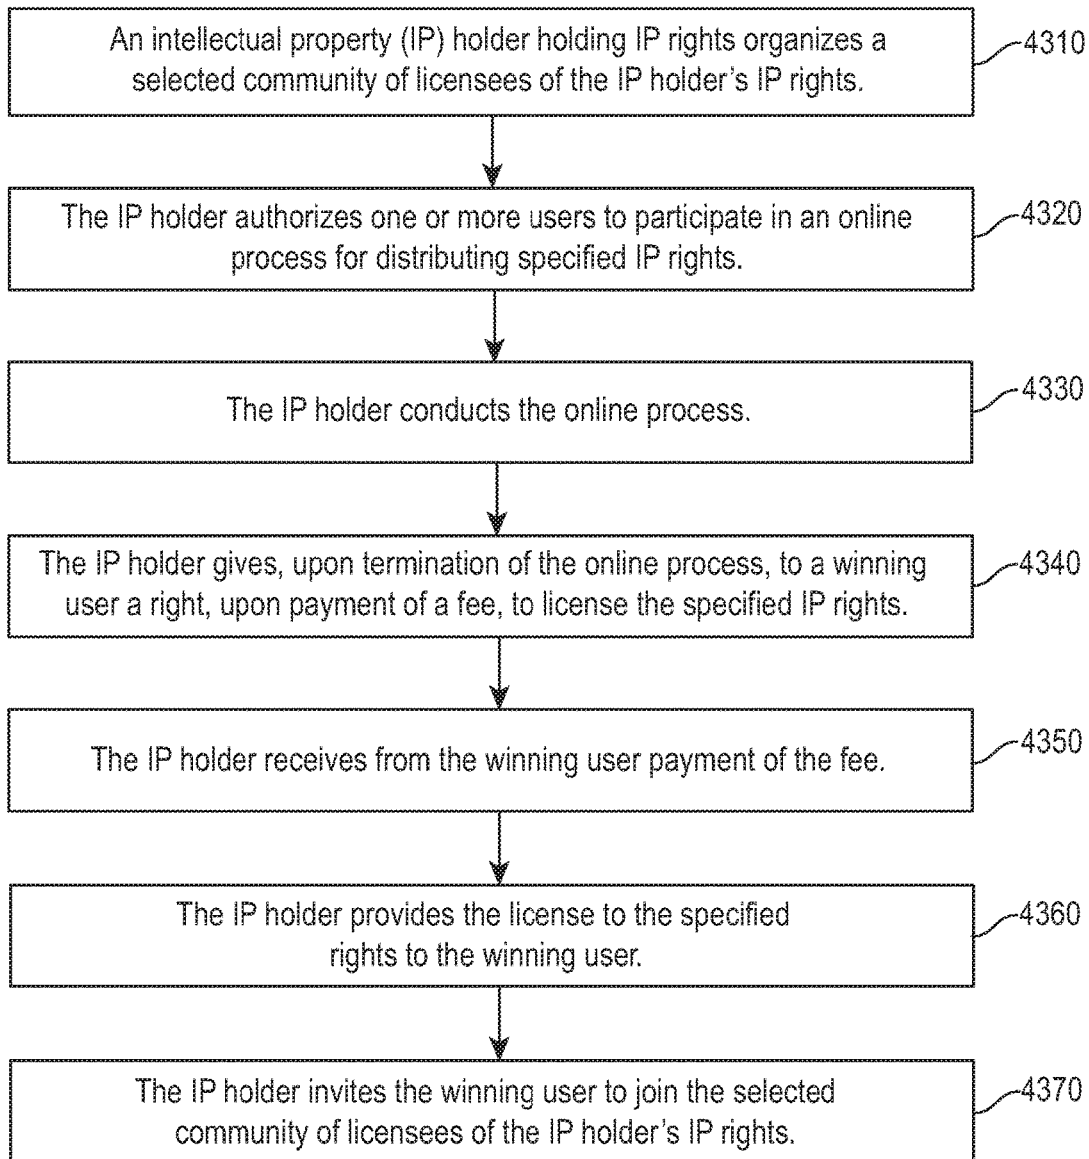 An intellectual property (IP) holder holding IP rights organizes a
selected community of licensees of the IP holder's IP rights.
4310
The IP holder authorizes one or more users to participate in an online
process for distributing specified IP rights.
4320
The IP holder conducts the online process.
4330
The IP holder gives, upon termination of the online process, to a winning
user a right, upon payment of a fee, to license the specified IP rights.
4340
The IP holder receives from the winning user payment of the fee.
4350
The IP holder provides the license to the specified
rights to the winning user.
4360
The IP holder invites the winning user to join the selected
community of licensees of the IP holder's IP rights.
4370